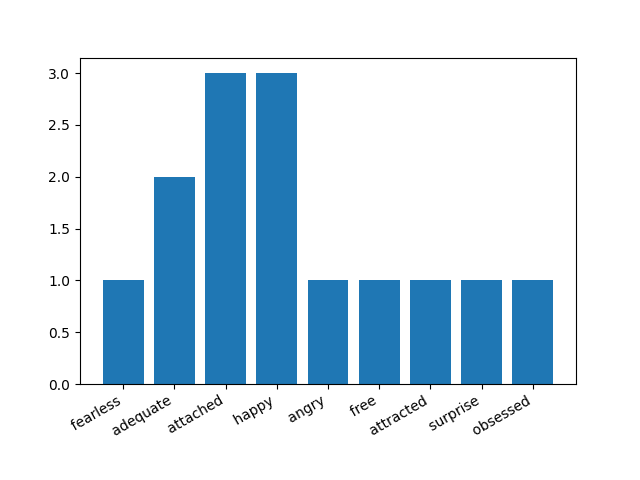 3.0
2.5
2.0
1.5
1.0
0.5
0.0
fearless
adequate
attached
happy
angry
free
attracted
surprise
obsessed